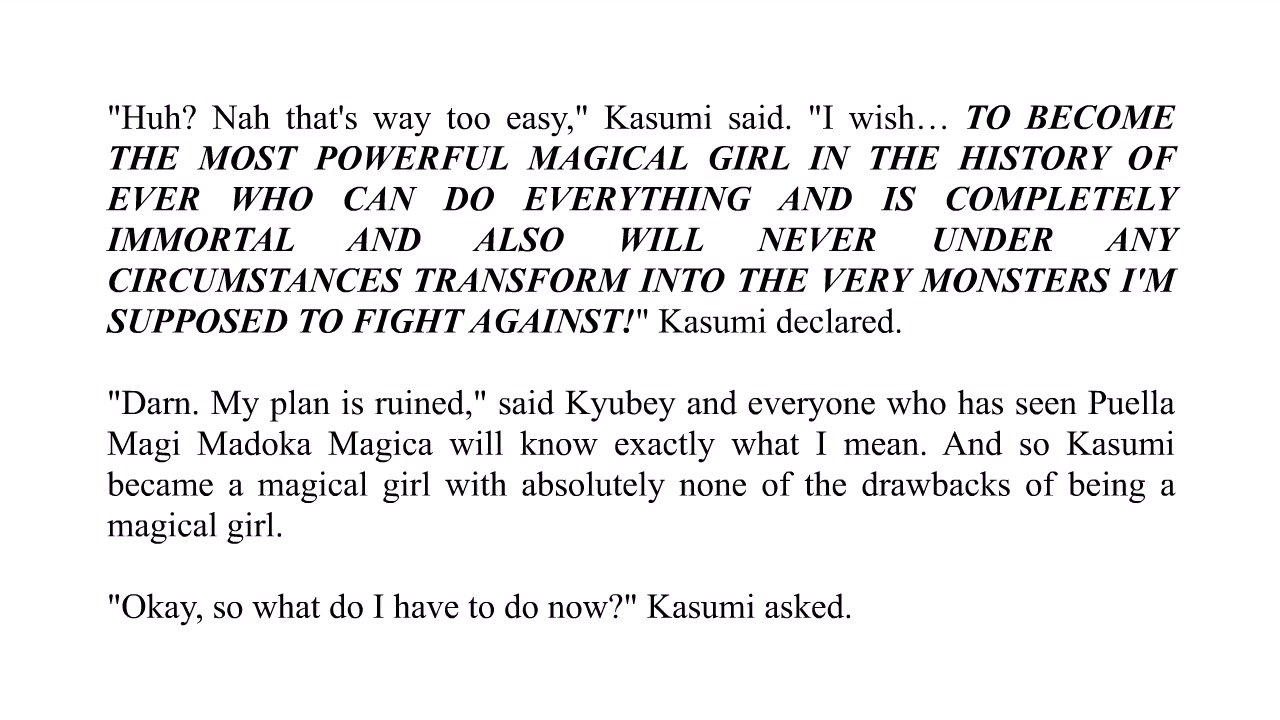 "Huh? Nah that's way too easy," Kasumi said. "I wish… TO BECOME
THE MOST POWERFUL MAGICAL GIRL IN THE HISTORY OF
EVER WHO CAN DO EVERYTHING AND IS COMPLETELY
IMMORTAL AND ALSO WILL NEVER UNDER ANY
CIRCUMSTANCES TRANSFORM INTO THE VERY MONSTERS I'M
SUPPOSED TO FIGHT AGAINST!" Kasumi declared.
"Darn. My plan is ruined," said Kyubey and everyone who has seen Puella
Magi Madoka Magica will know exactly what I mean. And so Kasumi
became a magical girl with absolutely none of the drawbacks of being a
magical girl.
"Okay, so what do I have to do now?" Kasumi asked.